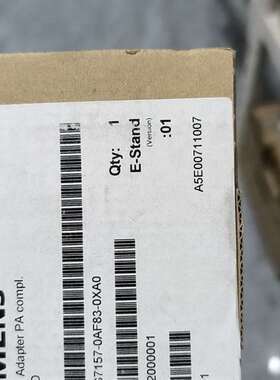 Qty: 1
E-Stand :01
(Version)
A5E00711007
Adapter PA compl.
7157-0AF83-0XA0
2000001